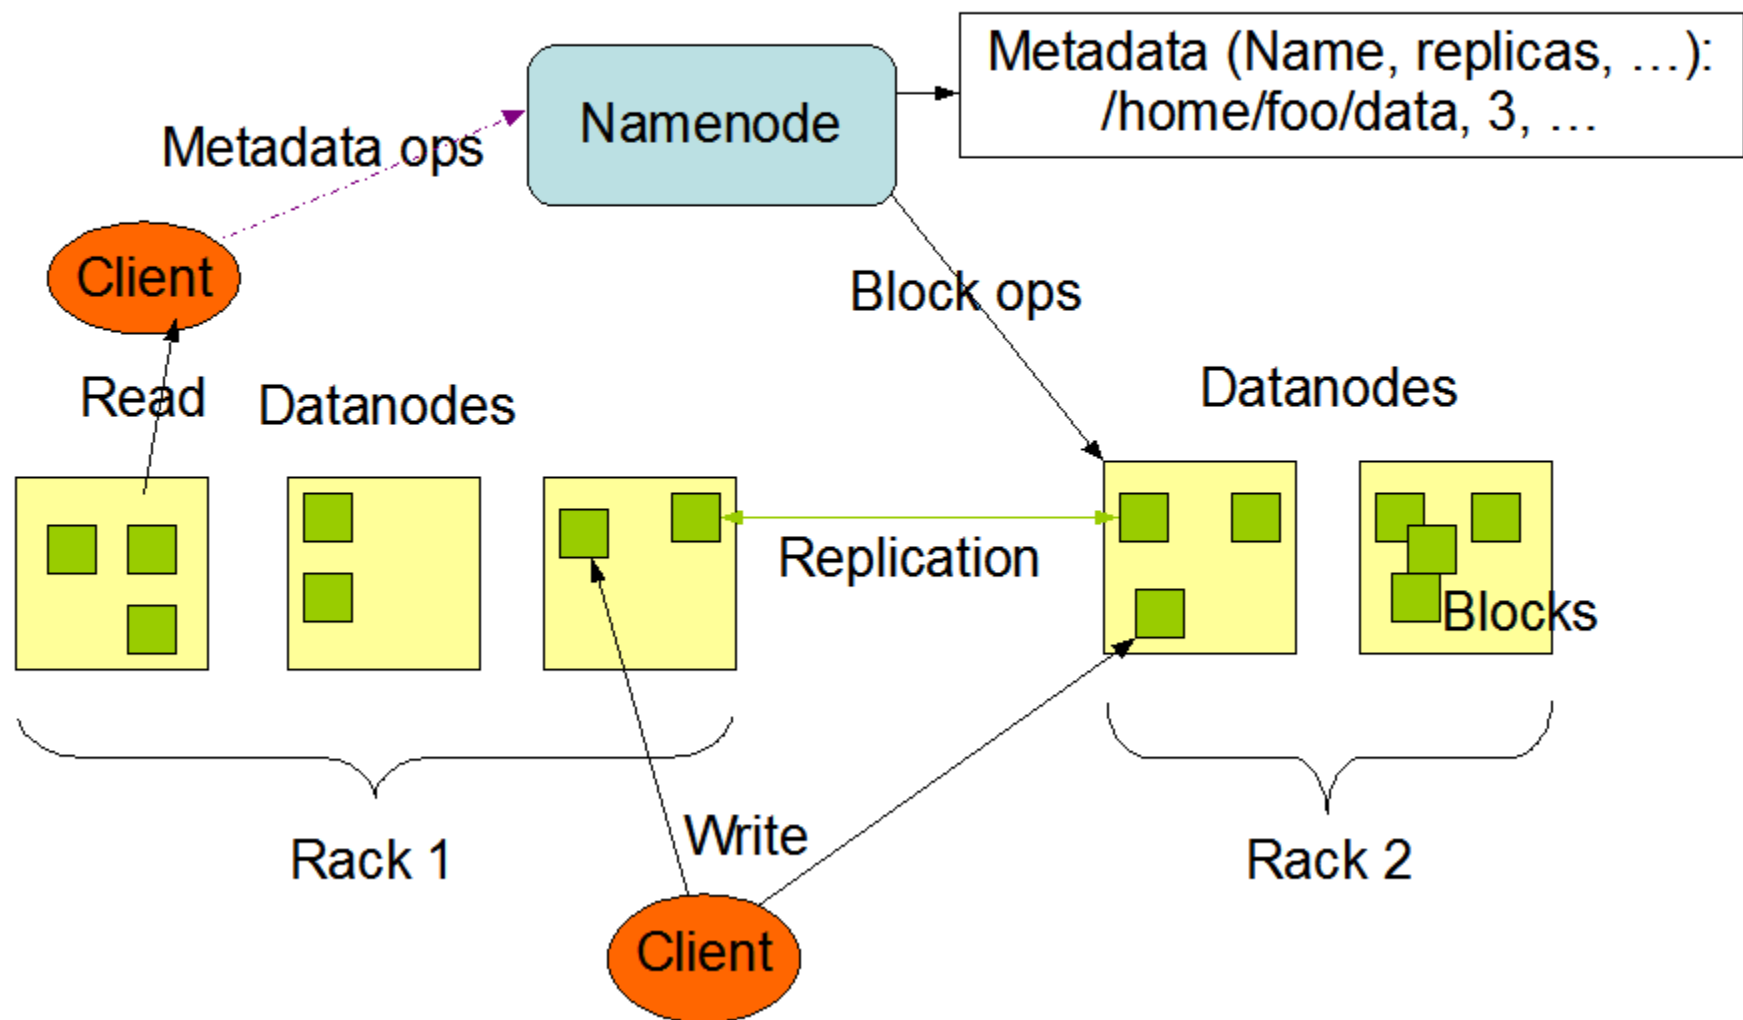 Metadata (Name, replicas, …):
/home/foo/data, 3, …
Namenode
Metadata ops
Client
Block ops
Read
Datanodes
Datanodes
Replication
Blocks
Rack 1
Write
Rack 2
Client